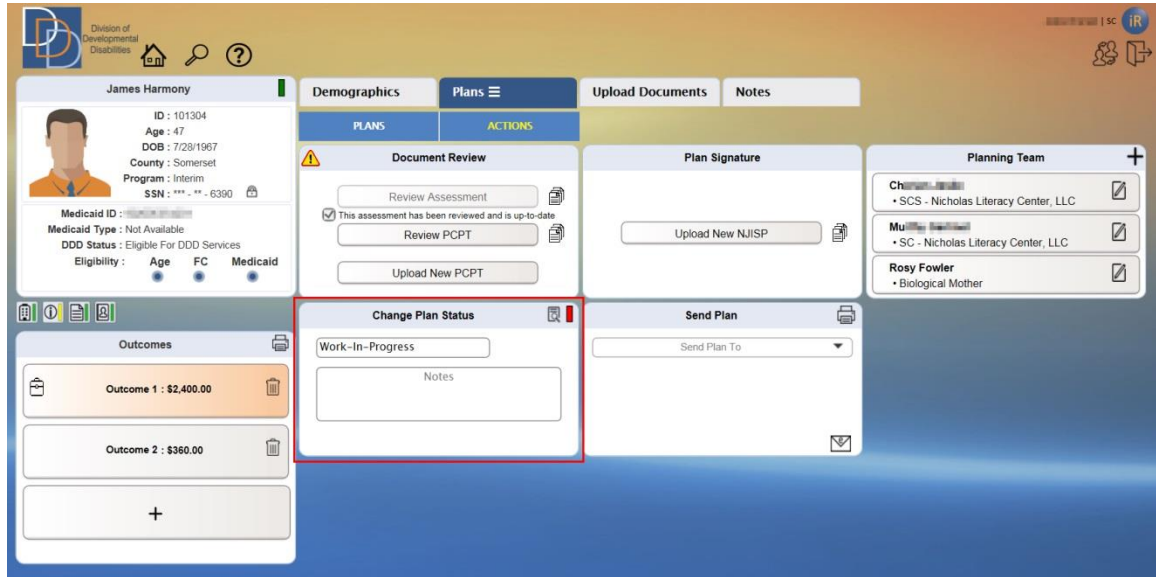 Division of
Developmental
Disabilities
| SC
iR
James Harmony
ID : 101304
Age : 47
DOB : 7/28/1967
County : Somerset
Program : Interim
SSN : *** - ** - 6390
Medicaid ID :
Medicaid Type : Not Available
DDD Status : Eligible For DDD Services
Eligibility : Age FC Medicaid
Outcomes
Outcome 1 : $2,400.00
Outcome 2 : $360.00
+
Demographics
Plans
Upload Documents
Notes
PLANS
ACTIONS
Document Review
Review Assessment
This assessment has been reviewed and is up-to-date
Review PCPT
Upload New PCPT
Plan Signature
Upload New NJISP
Planning Team +
Ch
• SCS - Nicholas Literacy Center, LLC
Mu
• SC - Nicholas Literacy Center, LLC
Rosy Fowler
• Biological Mother
Change Plan Status
Work-In-Progress
Notes
Send Plan
Send Plan To